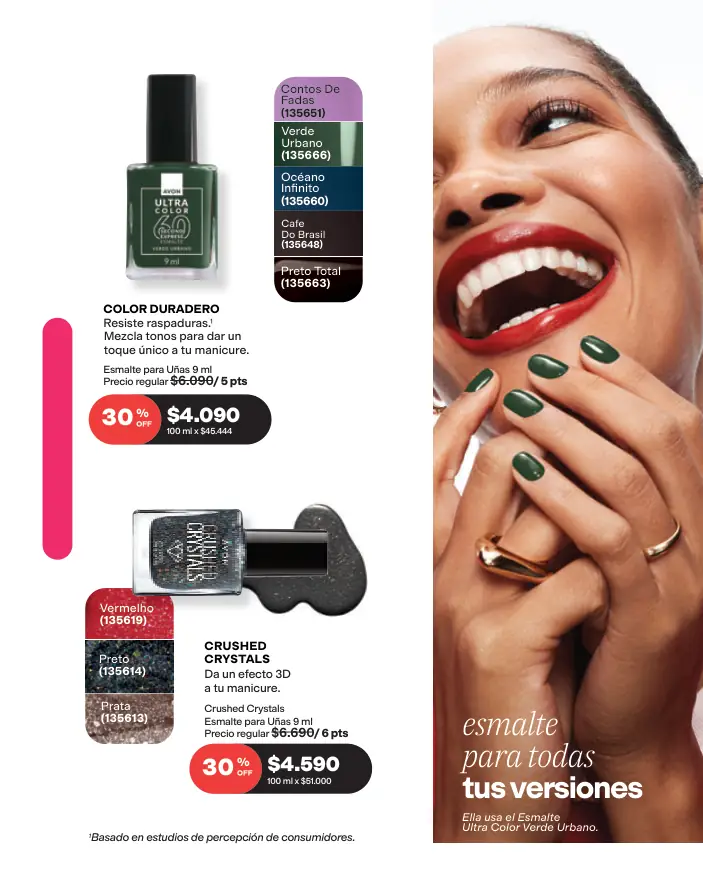 AVON
ULTRA
COLOR
60
SECONDS
EXPRESS
ESMALTE
VERDE URBANO
9 ml
Contos De
Fadas
(135651)
Verde
Urbano
(135666)
Océano
Infinito
(135660)
Cafe
Do Brasil
(135648)
Preto Total
(135663)
COLOR DURADERO
Resiste raspaduras.¹
Mezcla tonos para dar un
toque único a tu manicure.
Esmalte para Uñas 9 ml
Precio regular $6.090/ 5 pts
30 % OFF
$4.090
100 ml x $45.444
CRUSHED
CRYSTALS
AVON
Vermelho
(135619)
Preto
(135614)
Prata
(135613)
CRUSHED
CRYSTALS
Da un efecto 3D
a tu manicure.
Crushed Crystals
Esmalte para Uñas 9 ml
Precio regular $6.690/ 6 pts
30 % OFF
$4.590
100 ml x $51.000
¹Basado en estudios de percepción de consumidores.
esmalte
para todas
tus versiones
Ella usa el Esmalte
Ultra Color Verde Urbano.